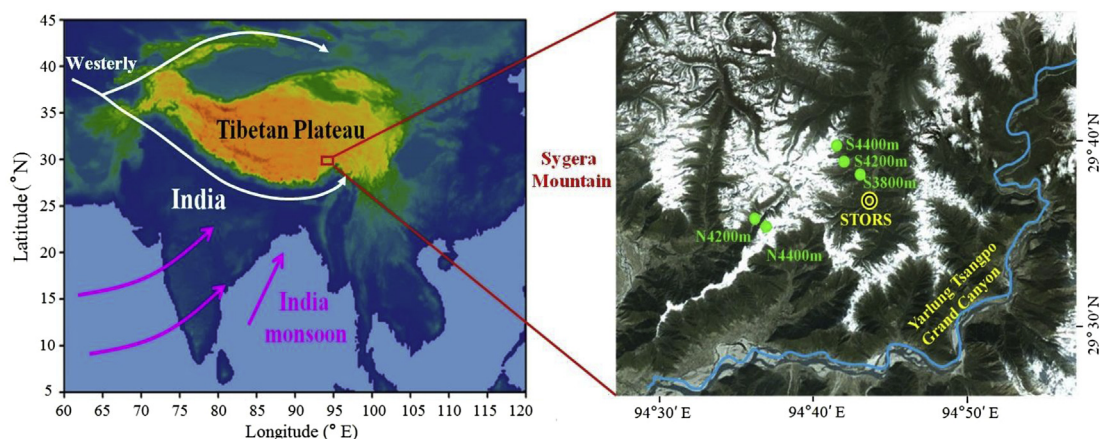 45
40
35
30
25
20
15
10
5
Latitude (°N)
60 65 70 75 80 85 90 95 100 105 110 115 120
Longitude (° E)
Westerly
Tibetan Plateau
India
India
monsoon
Sygera
Mountain
S4400m
S4200m
S3800m
STORS
N4200m
N4400m
Yarlung Tsangpo
Grand Canyon
29°40′N
29°30′N
94°30′ E 94°40′ E 94°50′ E